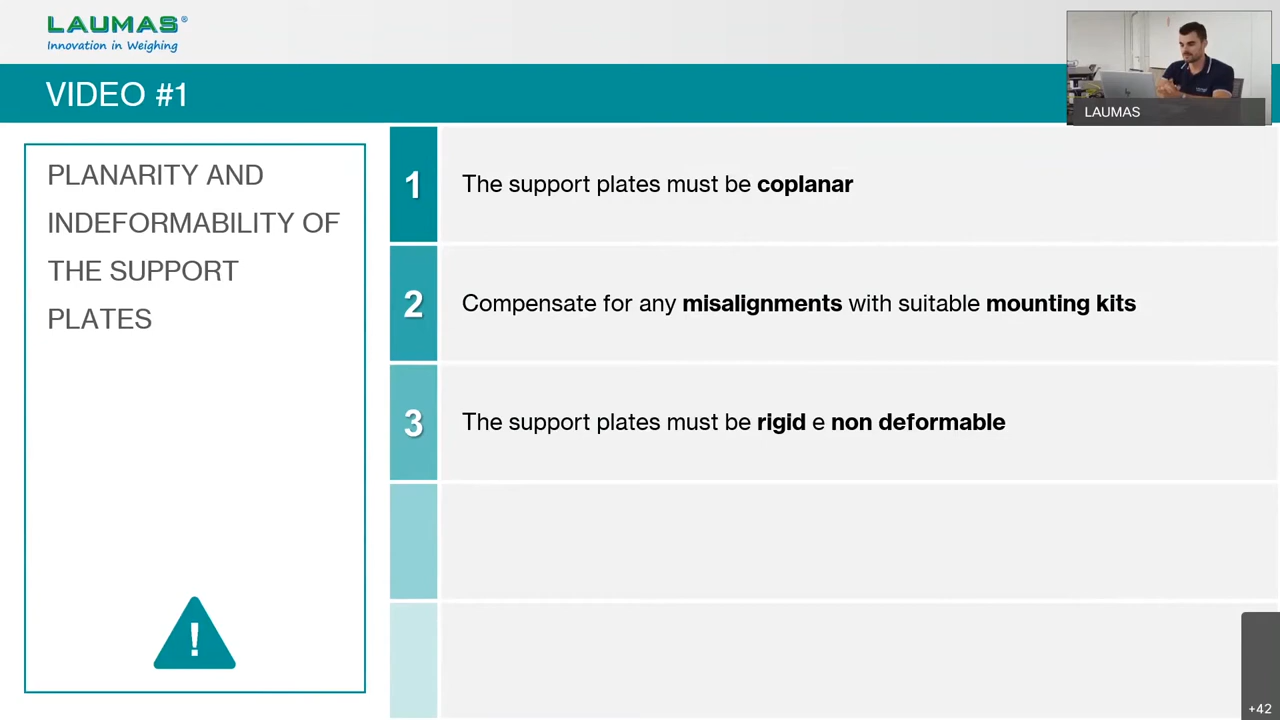 LAUMAS®
Innovation in Weighing
VIDEO #1
LAUMAS
PLANARITY AND
INDEFORMABILITY OF
THE SUPPORT
PLATES
!
1
The support plates must be coplanar
2
Compensate for any misalignments with suitable mounting kits
3
The support plates must be rigid e non deformable
+42